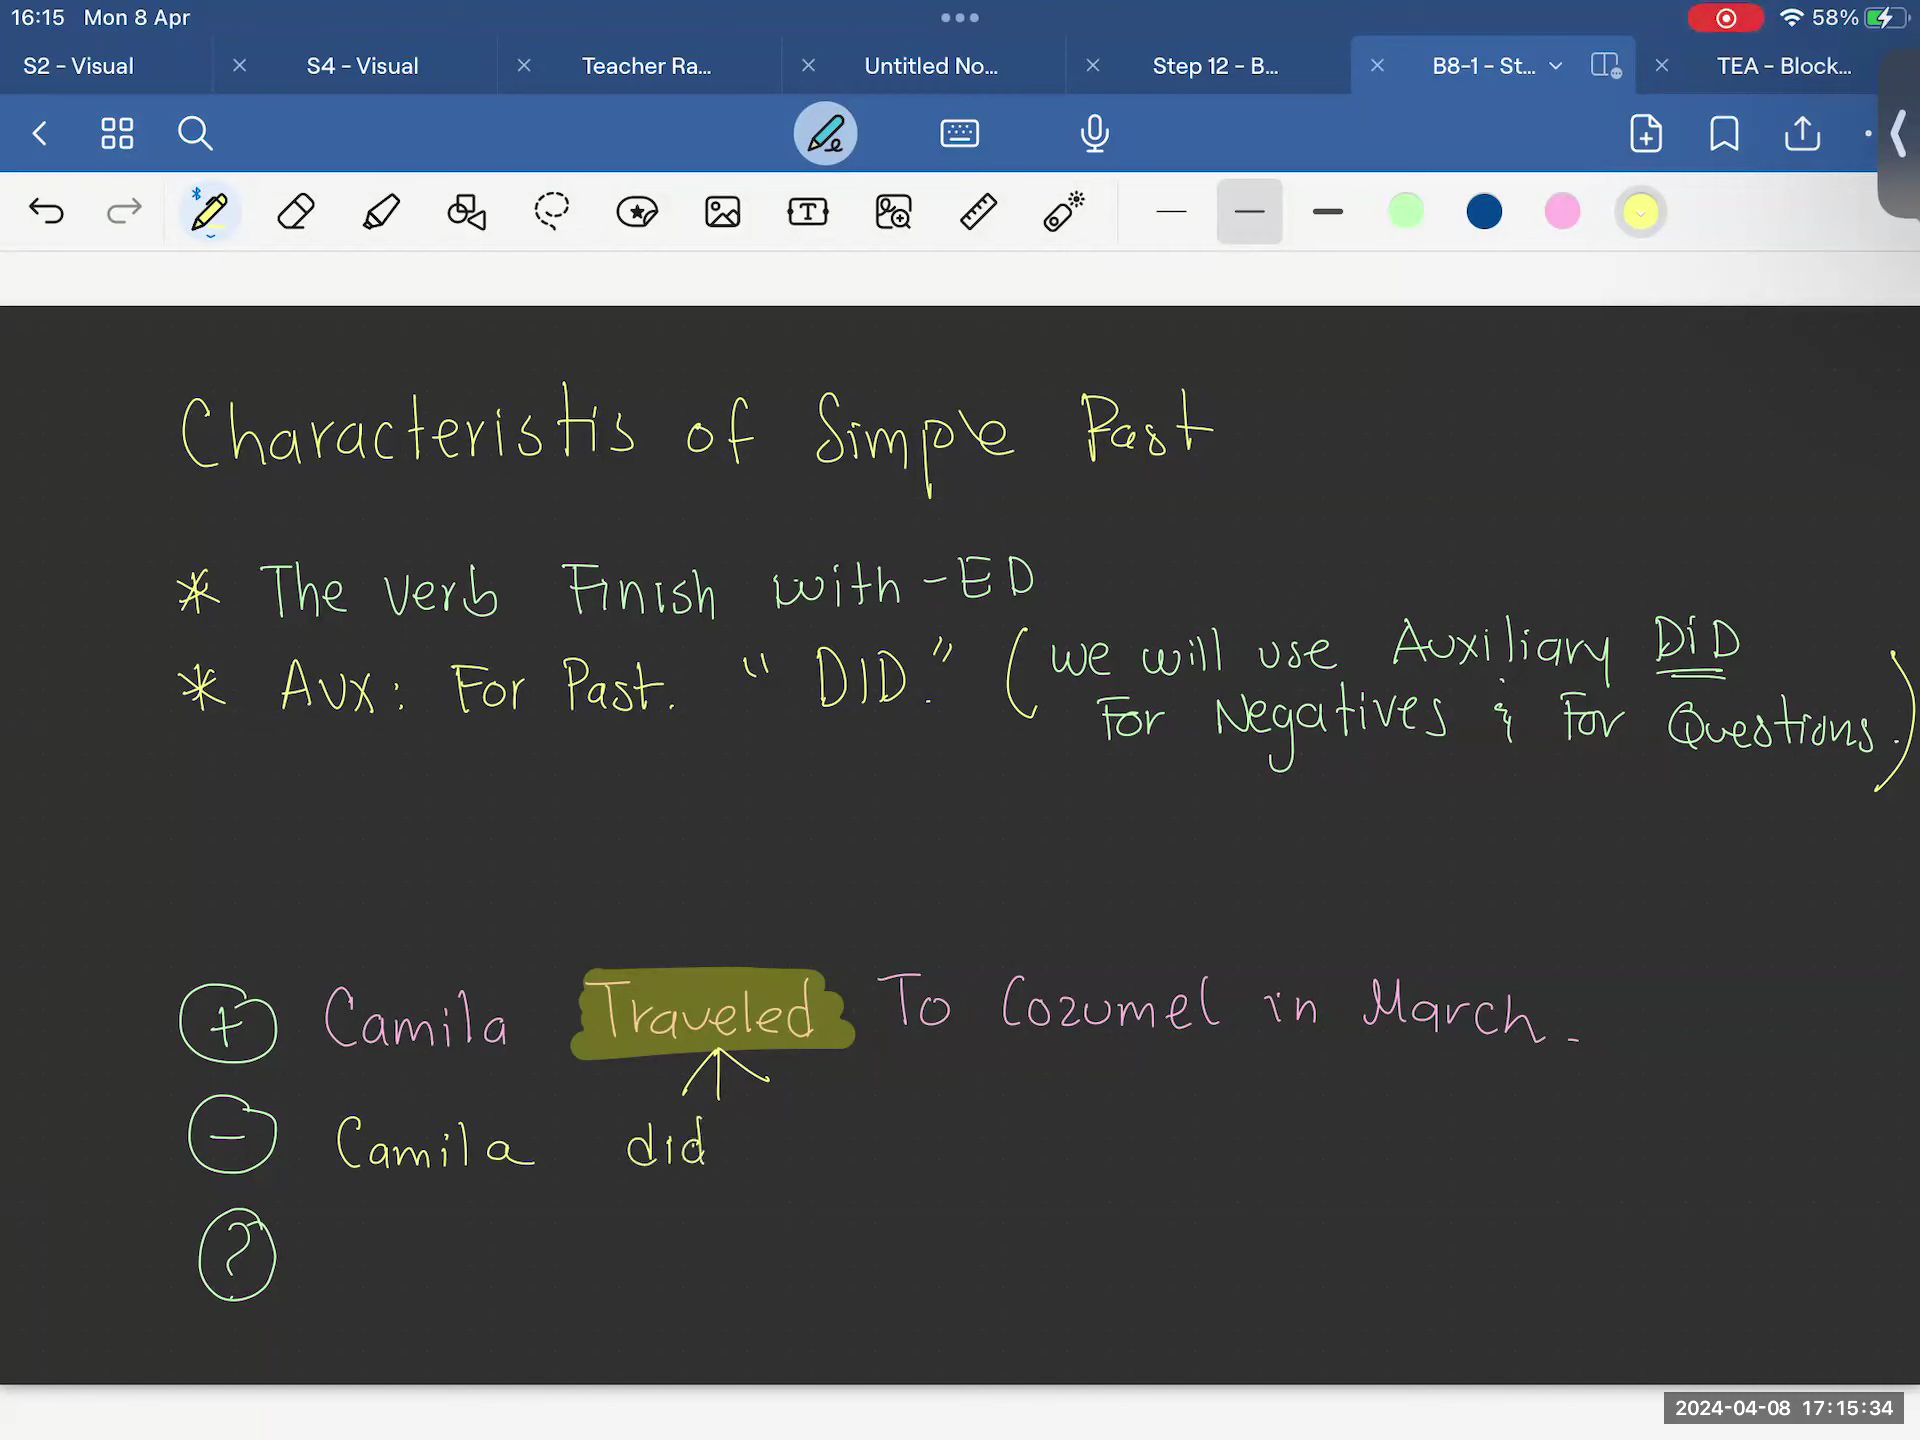 16:15 Mon 8 Apr
58%
S2 - Visual
S4 - Visual
Teacher Ra...
Untitled No...
Step 12 - B...
B8-1 - St...
TEA - Block...
Characteristis of Simple Past
* The verb Finish with -ED
* Aux: For Past. "DID." (we will use Auxiliary DiD
For Negatives & For Questions.)
+ Camila Traveled To Cozumel in March.
- Camila did
?
2024-04-08 17:15:34